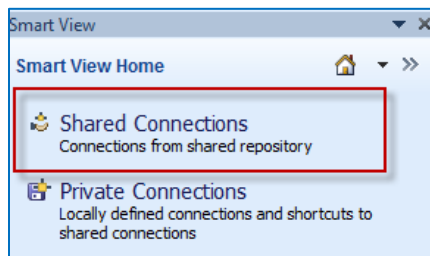 Smart View
Smart View Home
Shared Connections
Connections from shared repository
Private Connections
Locally defined connections and shortcuts to
shared connections